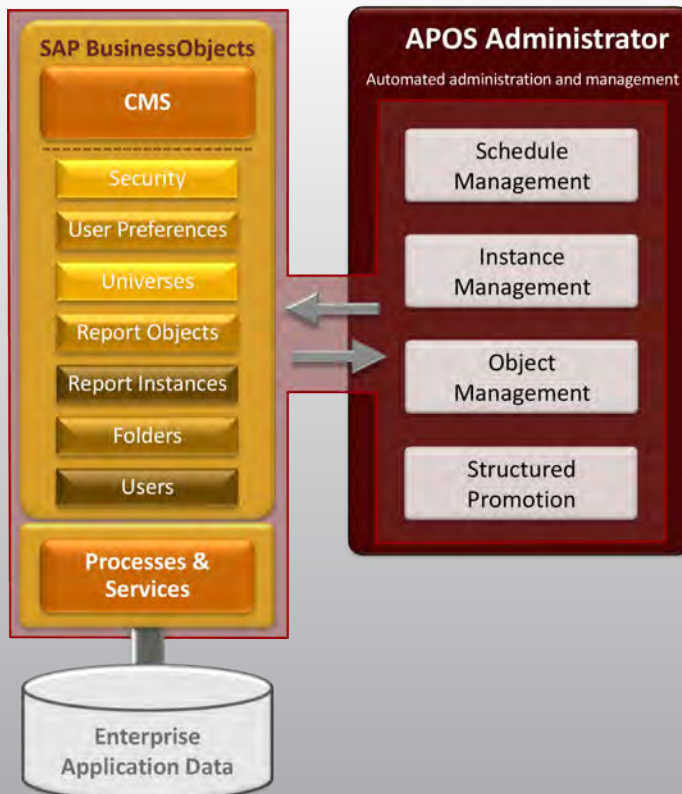 SAP BusinessObjects
CMS
Security
User Preferences
Universes
Report Objects
Report Instances
Folders
Users
Processes &
Services
Enterprise
Application Data
APOS Administrator
Automated administration and management
Schedule
Management
Instance
Management
Object
Management
Structured
Promotion